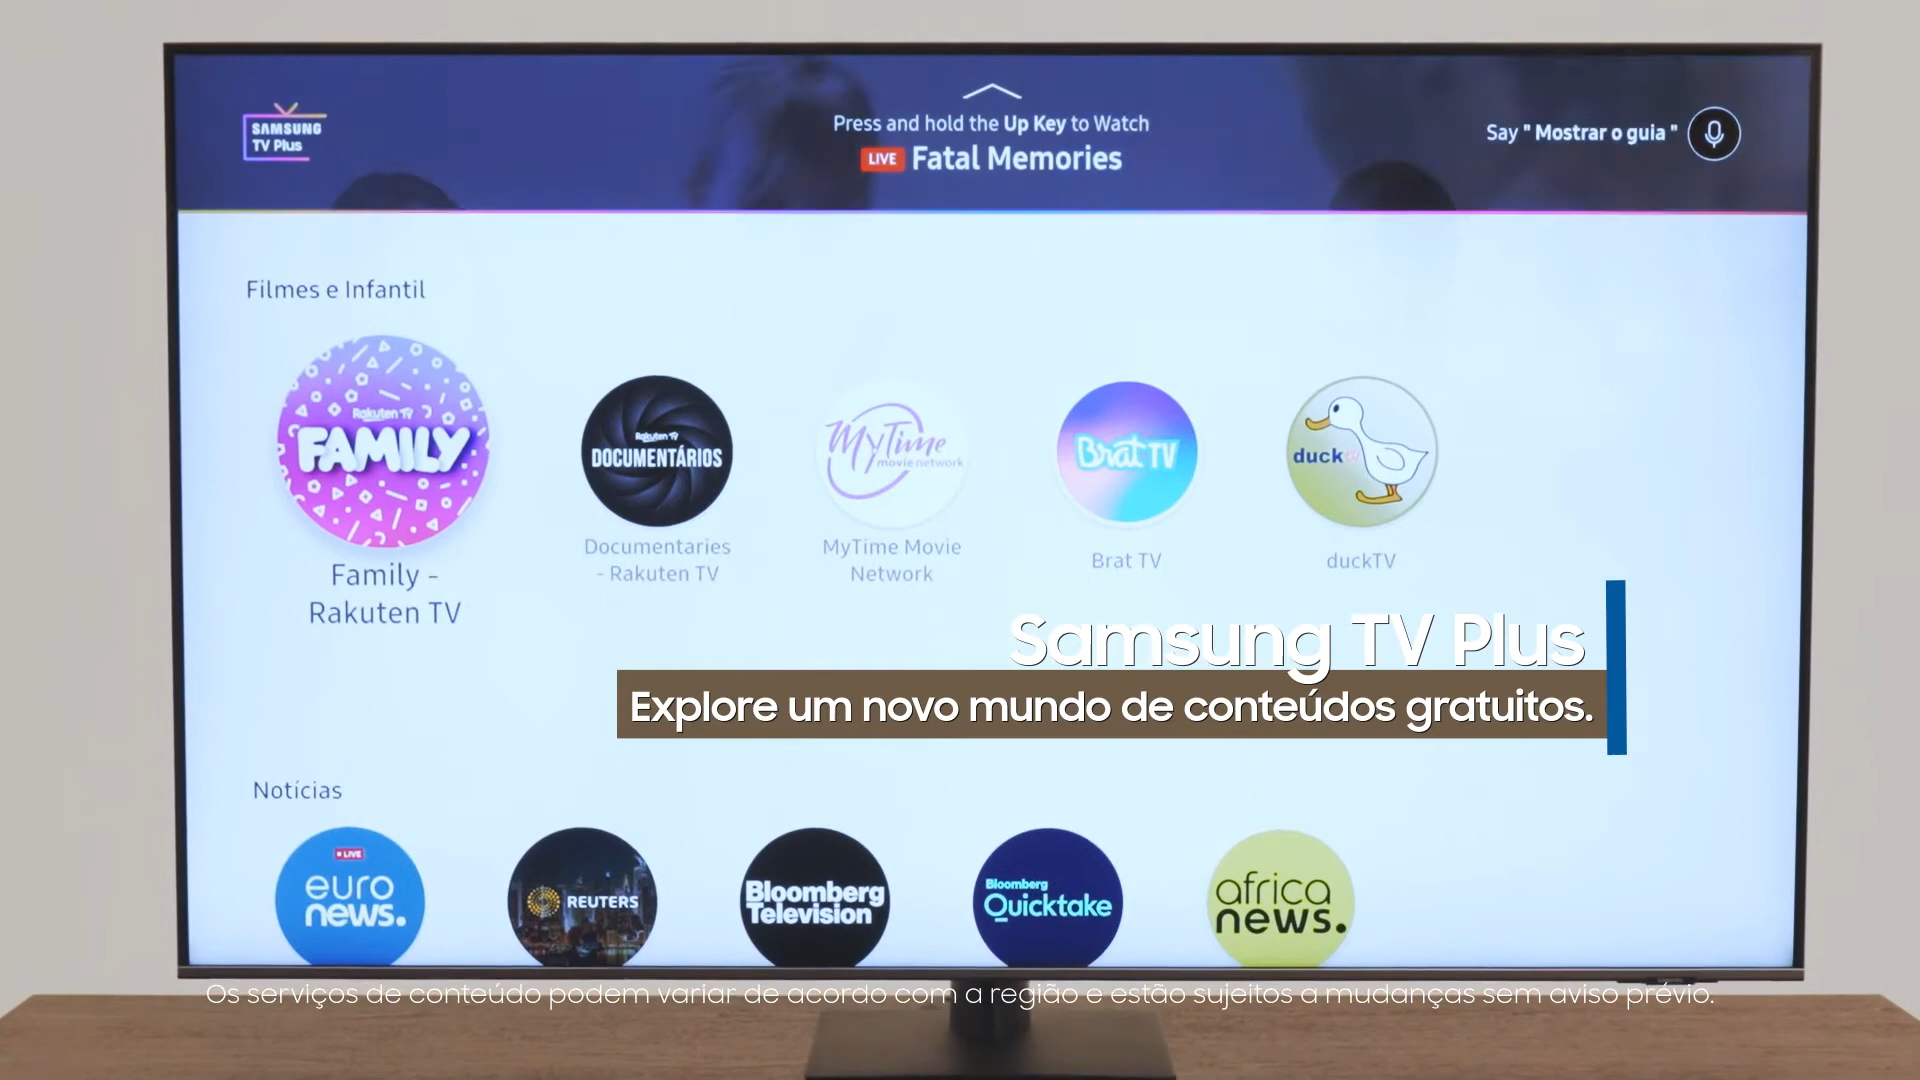 SAMSUNG
TV Plus
Press and hold the Up Key to Watch
LIVE Fatal Memories
Say " Mostrar o guia "
Filmes e Infantil
Rakuten TV
FAMILY
Rakuten TV
DOCUMENTÁRIOS
MyTime
movie network
Brat TV
duck
Family -
Rakuten TV
Documentaries
- Rakuten TV
MyTime Movie
Network
Brat TV
duckTV
Samsung TV Plus
Explore um novo mundo de conteúdos gratuitos.
Notícias
LIVE
euro
news.
REUTERS
Bloomberg
Television
Bloomberg
Quicktake
africa
news.
Os serviços de conteúdo podem variar de acordo com a região e estão sujeitos a mudanças sem aviso prévio.